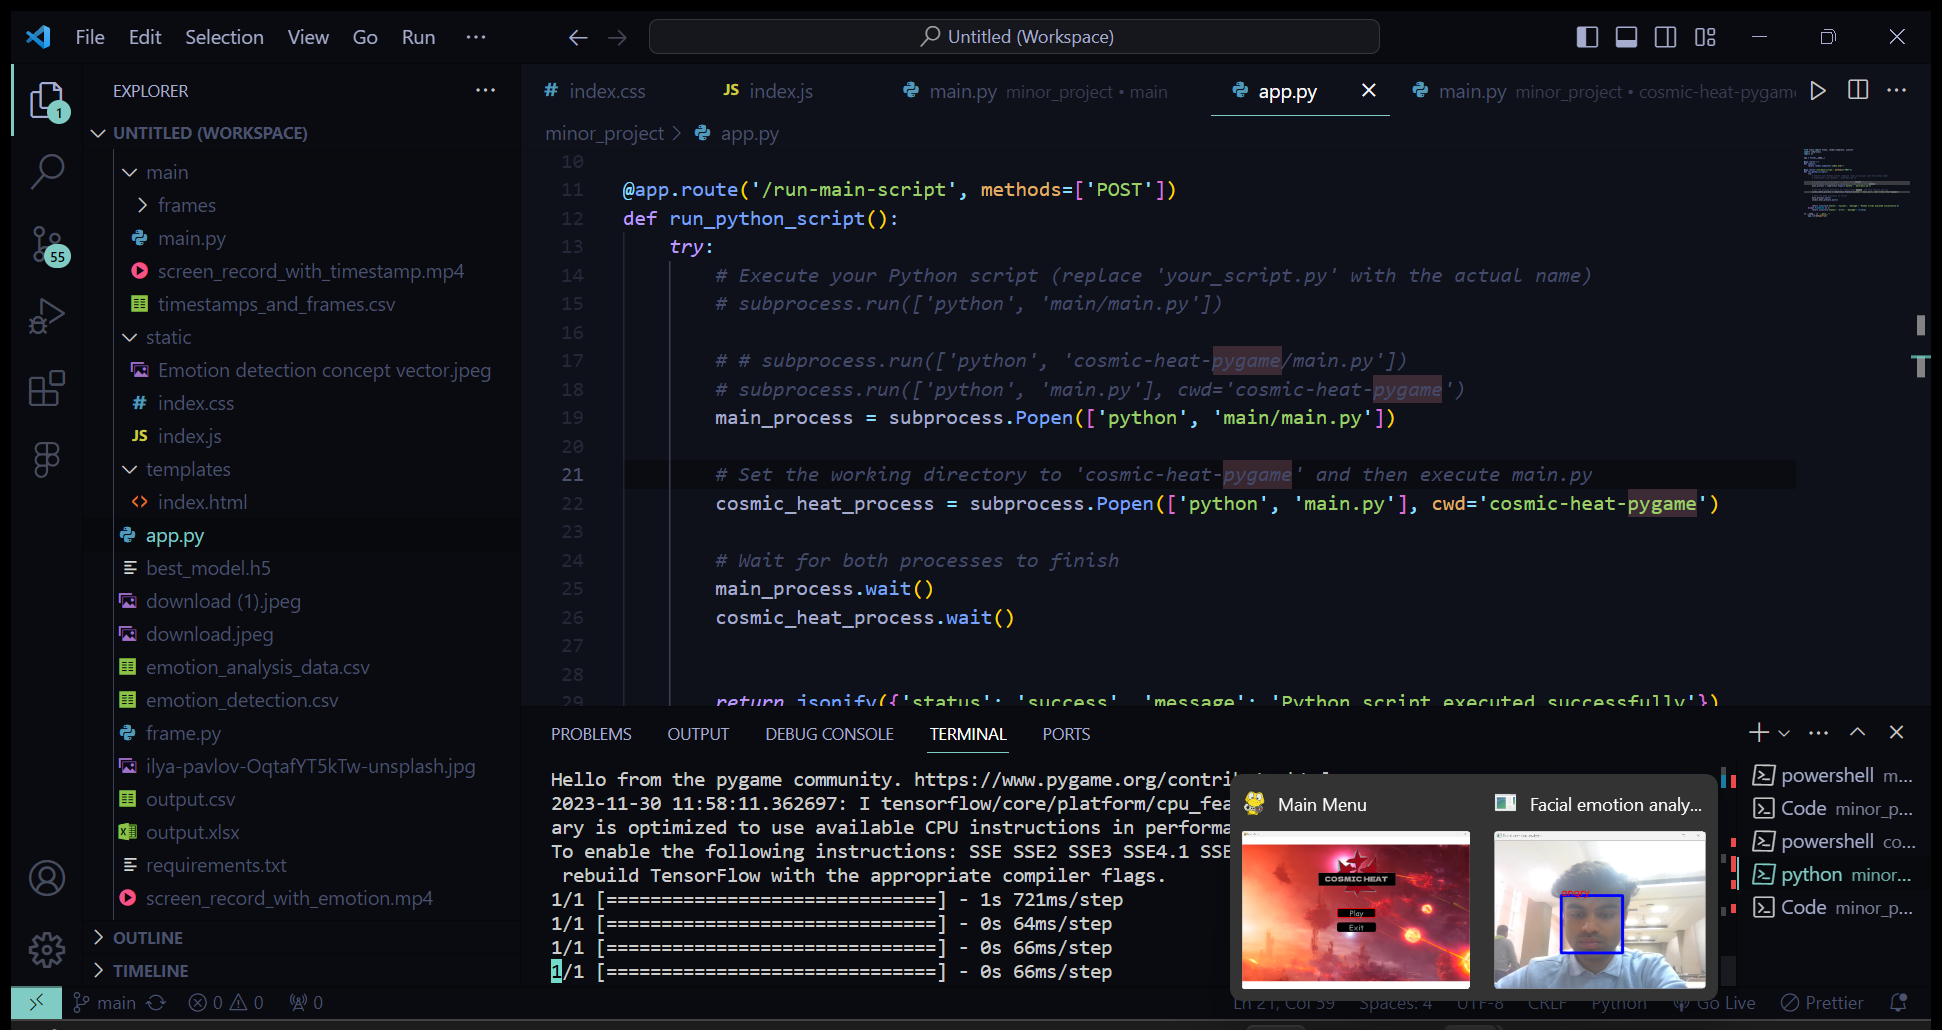 File Edit Selection View Go Run ···
Untitled (Workspace)
EXPLORER ···
1
UNTITLED (WORKSPACE)
main
frames
main.py
screen_record_with_timestamp.mp4
timestamps_and_frames.csv
static
Emotion detection concept vector.jpeg
index.css
index.js
templates
index.html
app.py
best_model.h5
download (1).jpeg
download.jpeg
emotion_analysis_data.csv
emotion_detection.csv
frame.py
ilya-pavlov-OqtafYT5kTw-unsplash.jpg
output.csv
output.xlsx
requirements.txt
screen_record_with_emotion.mp4
OUTLINE
TIMELINE
55
# index.css JS index.js main.py minor_project • main app.py main.py minor_project • cosmic-heat-pygame
minor_project > app.py
10
11 @app.route('/run-main-script', methods=['POST'])
12 def run_python_script():
13 try:
14 # Execute your Python script (replace 'your_script.py' with the actual name)
15 # subprocess.run(['python', 'main/main.py'])
16
17 # # subprocess.run(['python', 'cosmic-heat-pygame/main.py'])
18 # subprocess.run(['python', 'main.py'], cwd='cosmic-heat-pygame')
19 main_process = subprocess.Popen(['python', 'main/main.py'])
20
21 # Set the working directory to 'cosmic-heat-pygame' and then execute main.py
22 cosmic_heat_process = subprocess.Popen(['python', 'main.py'], cwd='cosmic-heat-pygame')
23
24 # Wait for both processes to finish
25 main_process.wait()
26 cosmic_heat_process.wait()
27
28
29 return jsonify({'status': 'success', 'message': 'Python script executed successfully'})
PROBLEMS OUTPUT DEBUG CONSOLE TERMINAL PORTS
Hello from the pygame community. https://www.pygame.org/contri
2023-11-30 11:58:11.362697: I tensorflow/core/platform/cpu_fea
ary is optimized to use available CPU instructions in performa
To enable the following instructions: SSE SSE2 SSE3 SSE4.1 SSE
rebuild TensorFlow with the appropriate compiler flags.
1/1 [==============================] - 1s 721ms/step
1/1 [==============================] - 0s 64ms/step
1/1 [==============================] - 0s 66ms/step
1/1 [==============================] - 0s 66ms/step
powershell m...
Code minor_p...
powershell co...
python minor...
Code minor_p...
Main Menu
COSMIC HEAT
Play
Exit
Facial emotion analy...
main 0 0 0
Ln 21, Col 59 Spaces: 4 UTF-8 CRLF Python Go Live Prettier